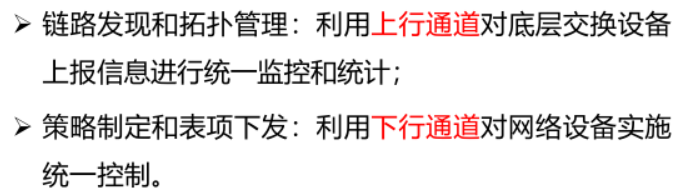 ➢ 链路发现和拓扑管理：利用上行通道对底层交换设备
上报信息进行统一监控和统计；
➢ 策略制定和表项下发：利用下行通道对网络设备实施
统一控制。